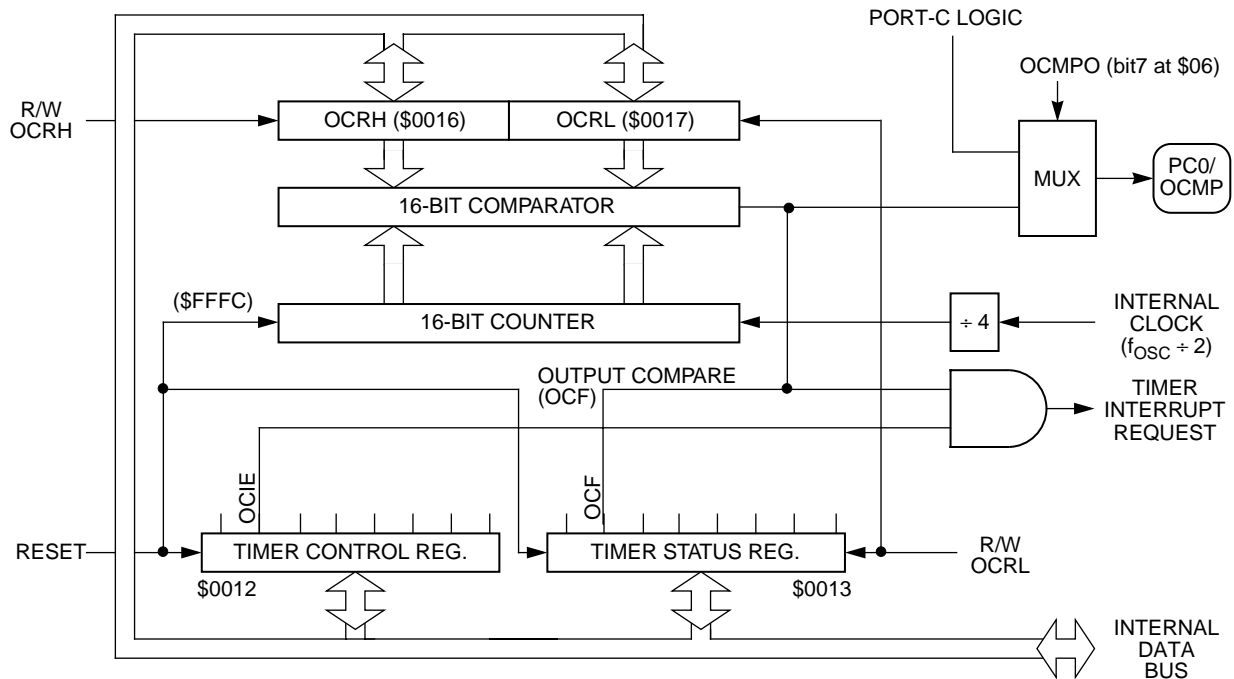 PORT-C LOGIC
OCMPO (bit7 at $06)
R/W
OCRH
OCRH ($0016)
OCRL ($0017)
MUX
PC0/
OCMP
16-BIT COMPARATOR
($FFFC)
16-BIT COUNTER
÷ 4
INTERNAL
CLOCK
(fOSC ÷ 2)
OUTPUT COMPARE
(OCF)
TIMER
INTERRUPT
REQUEST
OCIE
OCF
RESET
TIMER CONTROL REG.
TIMER STATUS REG.
R/W
OCRL
$0012
$0013
INTERNAL
DATA
BUS